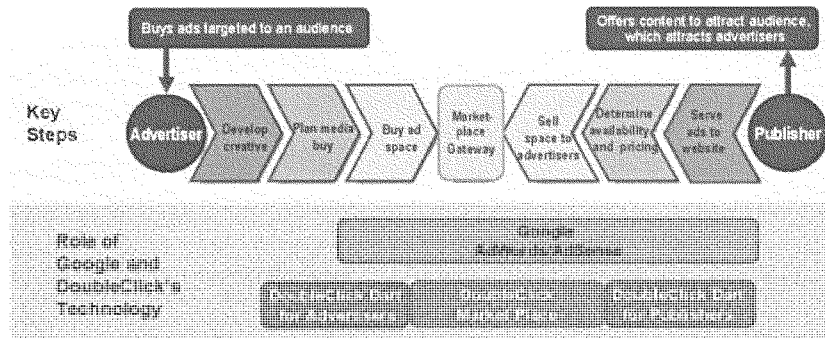 Buys ads targeted to an audience
Offers content to attract audience,
which attracts advertisers
Key
Steps
Advertiser
Develop
creative
Plan media
buy
Buy ad
space
Market-
place
Gateway
Sell
space to
advertisers
Determine
availability
and pricing
Serve
ads to
website
Publisher
Role of
Google and
DoubleClick's
Technology
Google
AdWords/AdSense
DoubleClick Dart
for Advertisers
DoubleClick
Market Place
DoubleClick Dart
for Publishers